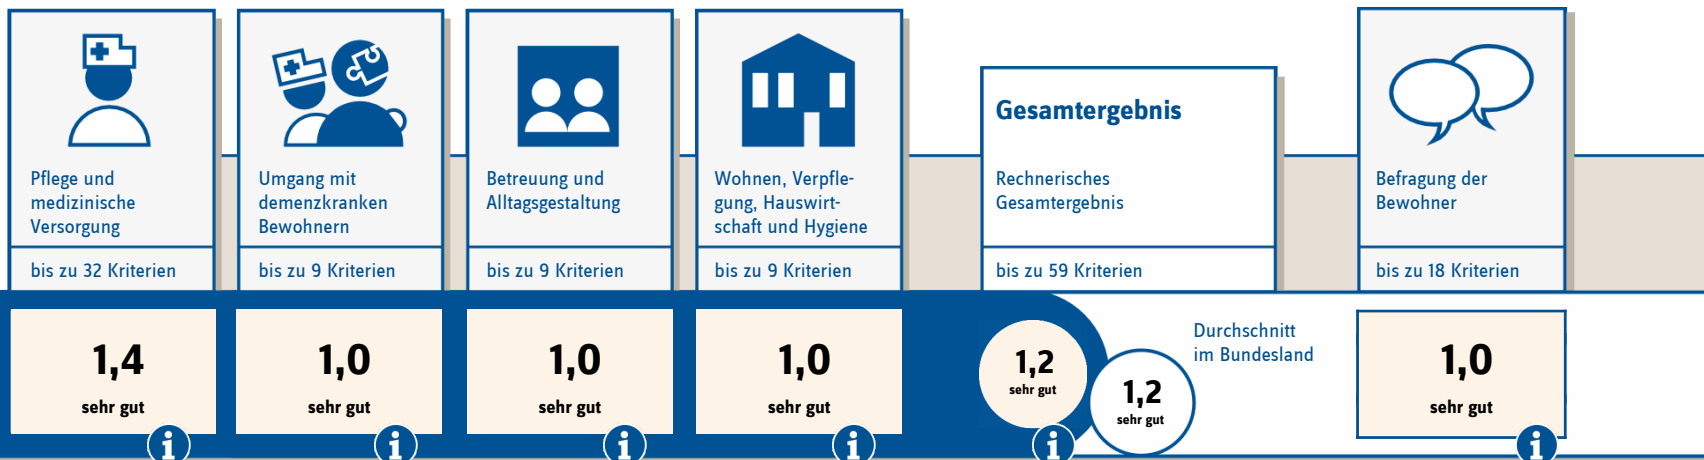 Pflege und
medizinische
Versorgung
bis zu 32 Kriterien
1,4
sehr gut
i
Umgang mit
demenzkranken
Bewohnern
bis zu 9 Kriterien
1,0
sehr gut
i
Betreuung und
Alltagsgestaltung
bis zu 9 Kriterien
1,0
sehr gut
i
Wohnen, Verpfle-
gung, Hauswirt-
schaft und Hygiene
bis zu 9 Kriterien
1,0
sehr gut
i
Gesamtergebnis
Rechnerisches
Gesamtergebnis
bis zu 59 Kriterien
1,2
sehr gut
i
1,2
sehr gut
Durchschnitt
im Bundesland
Befragung der
Bewohner
bis zu 18 Kriterien
1,0
sehr gut
i